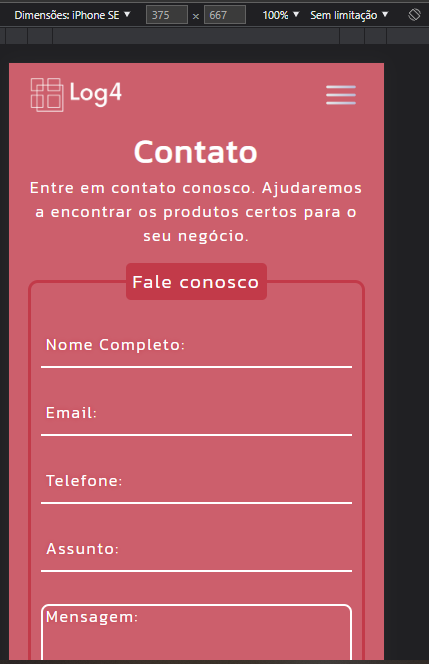 Dimensões: iPhone SE ▼ 375 x 667 100% ▼ Sem limitação ▼
Log4
Contato
Entre em contato conosco. Ajudaremos
a encontrar os produtos certos para o
seu negócio.
Fale conosco
Nome Completo:
Email:
Telefone:
Assunto:
Mensagem: